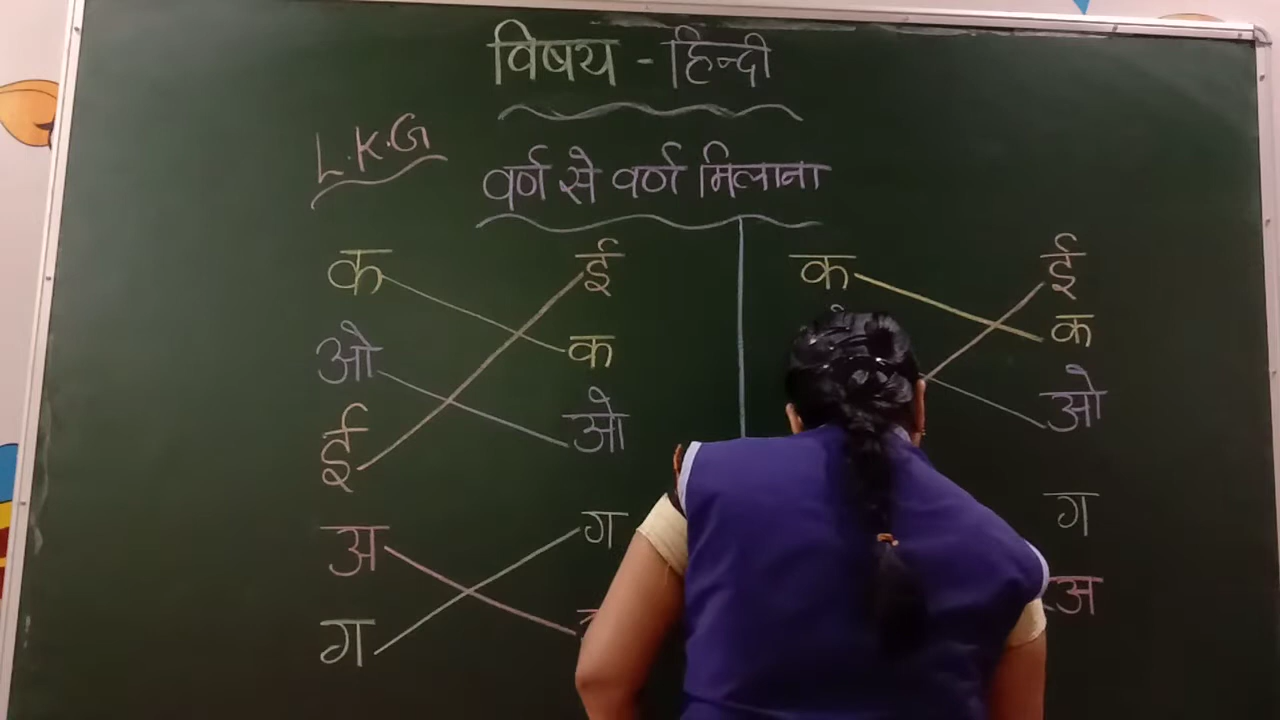 विषय - हिन्दी
L.K.G
वर्ण से वर्ण मिलाना
क ई क ई
ओ क क
ई ओ ओ
अ ग ग
ग अ